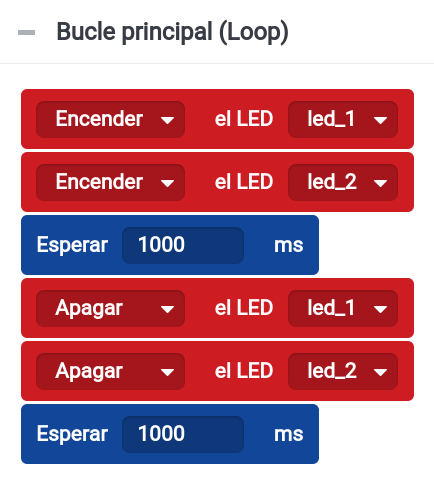 Bucle principal (Loop)
Encender el LED led_1
Encender el LED led_2
Esperar 1000 ms
Apagar el LED led_1
Apagar el LED led_2
Esperar 1000 ms